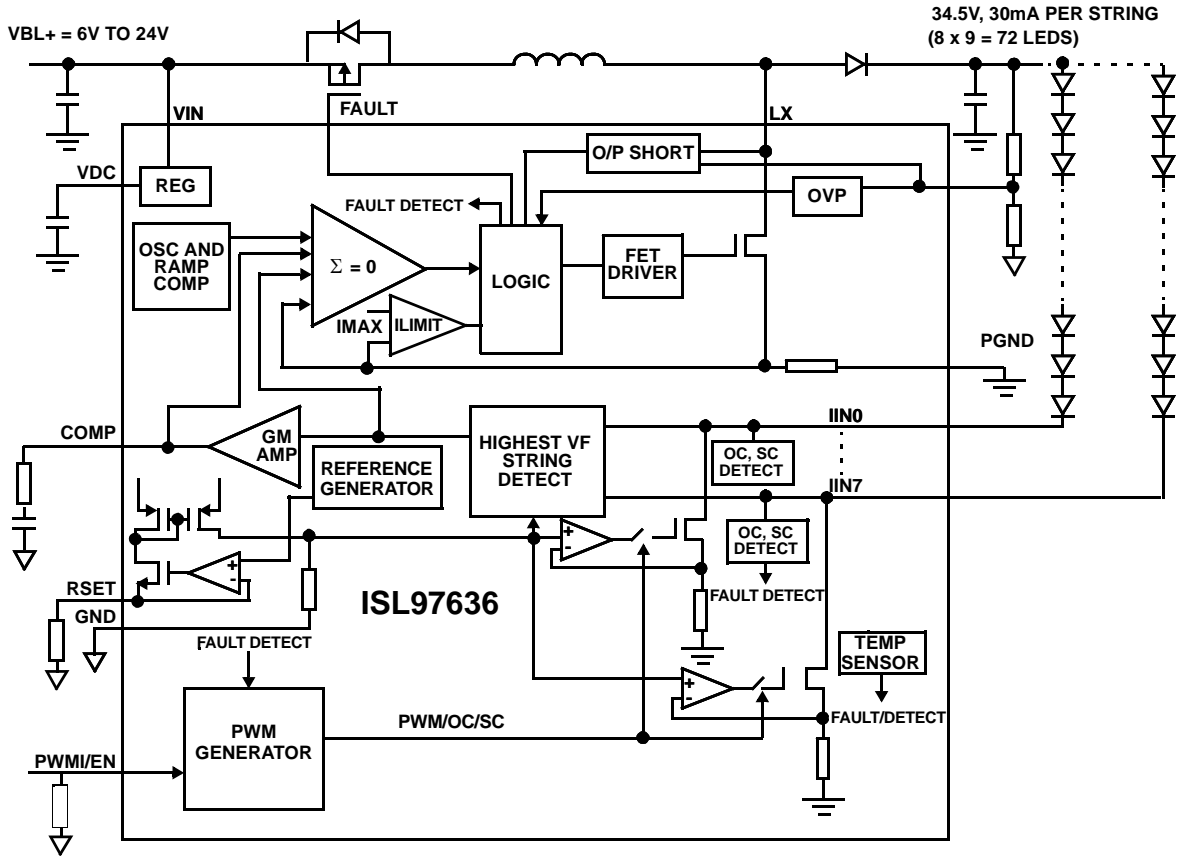 34.5V, 30mA PER STRING
(8 x 9 = 72 LEDS)
VBL+ = 6V TO 24V
FAULT
VIN
LX
O/P SHORT
VDC
REG
OVP
FAULT DETECT
OSC AND
RAMP
COMP
Σ = 0
LOGIC
FET
DRIVER
IMAX
ILIMIT
PGND
IIN0
COMP
GM
AMP
HIGHEST VF
STRING
DETECT
OC, SC
DETECT
REFERENCE
GENERATOR
IIN7
+
-
OC, SC
DETECT
+
-
RSET
FAULT DETECT
GND
ISL97636
FAULT DETECT
TEMP
SENSOR
+
-
FAULT/DETECT
PWM/OC/SC
PWM
GENERATOR
PWMI/EN